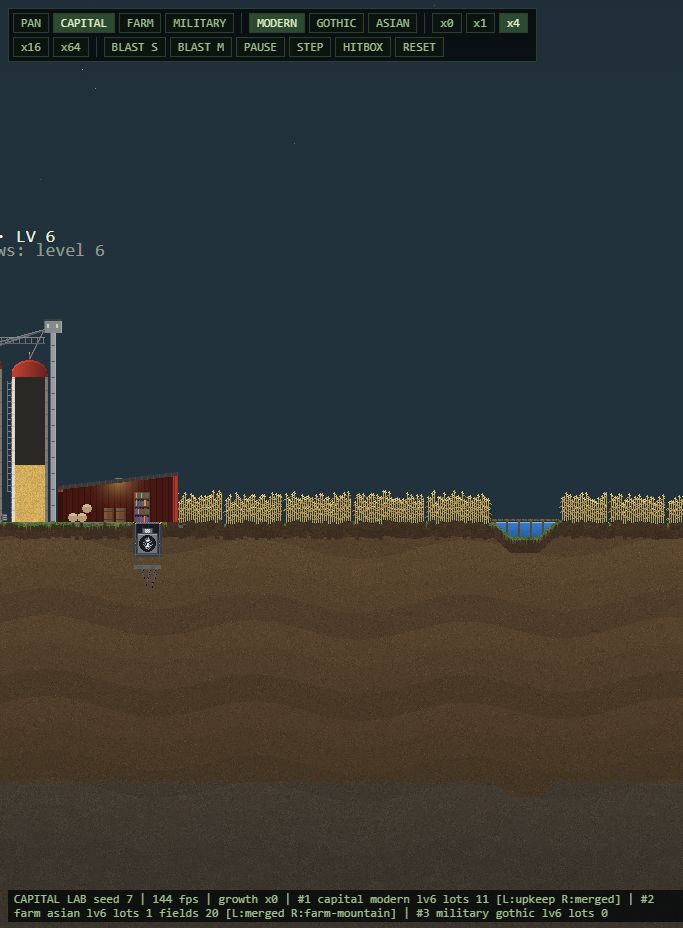 PAN CAPITAL FARM MILITARY MODERN GOTHIC ASIAN x0 x1 x4
x16 x64 BLAST S BLAST M PAUSE STEP HITBOX RESET
· LV 6
ws: level 6
CAPITAL LAB seed 7 | 144 fps | growth x0 | #1 capital modern lv6 lots 11 [L:upkeep R:merged] | #2
farm asian lv6 lots 1 fields 20 [L:merged R:farm-mountain] | #3 military gothic lv6 lots 0